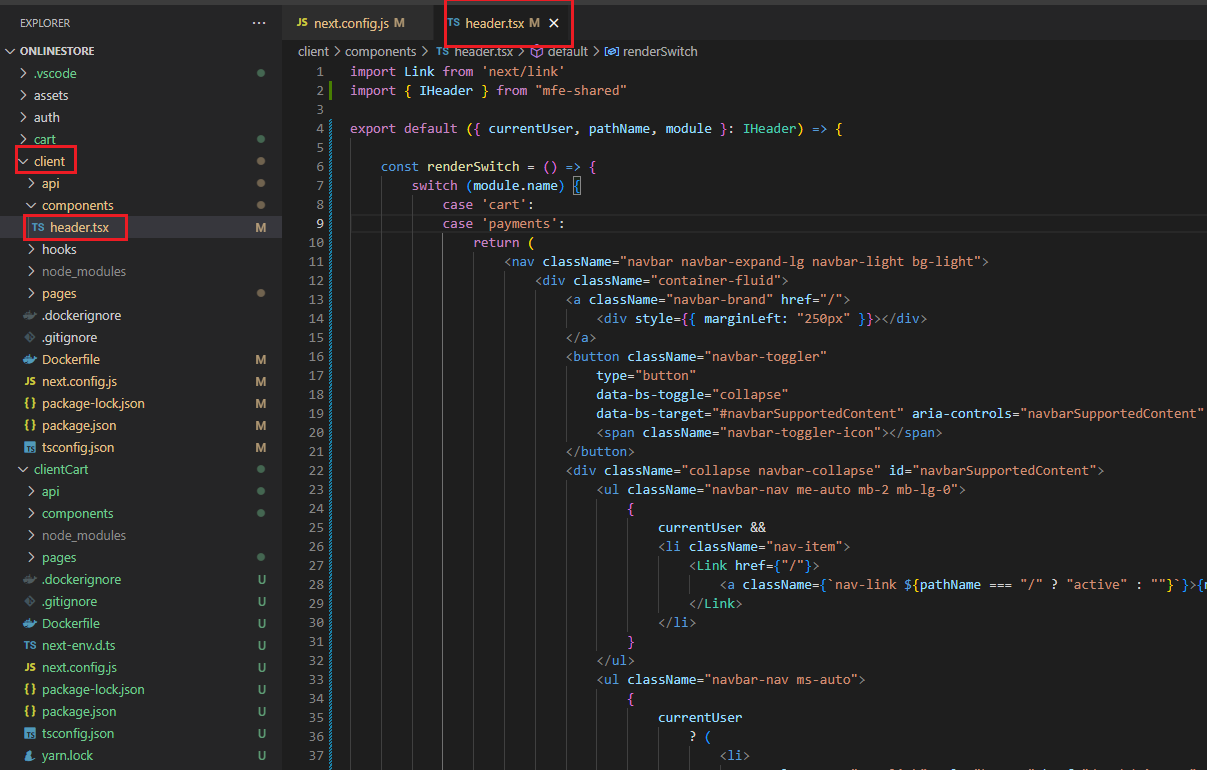 EXPLORER
ONLINESTORE
.vscode
assets
auth
cart
client
api
components
TS header.tsx M
hooks
node_modules
pages
.dockerignore
.gitignore
Dockerfile M
JS next.config.js M
{} package-lock.json M
{} package.json M
TS tsconfig.json M
clientCart
api
components
node_modules
pages
.dockerignore U
.gitignore U
Dockerfile U
TS next-env.d.ts U
JS next.config.js U
{} package-lock.json U
{} package.json U
TS tsconfig.json U
yarn.lock U
JS next.config.js M
TS header.tsx M
client > components > TS header.tsx > default > renderSwitch
1 import Link from 'next/link'
2 import { IHeader } from "mfe-shared"
3
4 export default ({ currentUser, pathName, module }: IHeader) => {
5
6 const renderSwitch = () => {
7 switch (module.name) {
8 case 'cart':
9 case 'payments':
10 return (
11 <nav className="navbar navbar-expand-lg navbar-light bg-light">
12 <div className="container-fluid">
13 <a className="navbar-brand" href="/">
14 <div style={{ marginLeft: "250px" }}></div>
15 </a>
16 <button className="navbar-toggler"
17 type="button"
18 data-bs-toggle="collapse"
19 data-bs-target="#navbarSupportedContent" aria-controls="navbarSupportedContent"
20 <span className="navbar-toggler-icon"></span>
21 </button>
22 <div className="collapse navbar-collapse" id="navbarSupportedContent">
23 <ul className="navbar-nav me-auto mb-2 mb-lg-0">
24 {
25 currentUser &&
26 <li className="nav-item">
27 <Link href={"/"}>
28 <a className={`nav-link ${pathName === "/" ? "active" : ""}`}>{
29 </Link>
30 </li>
31 }
32 </ul>
33 <ul className="navbar-nav ms-auto">
34 {
35 currentUser
36 ? (
37 <li>